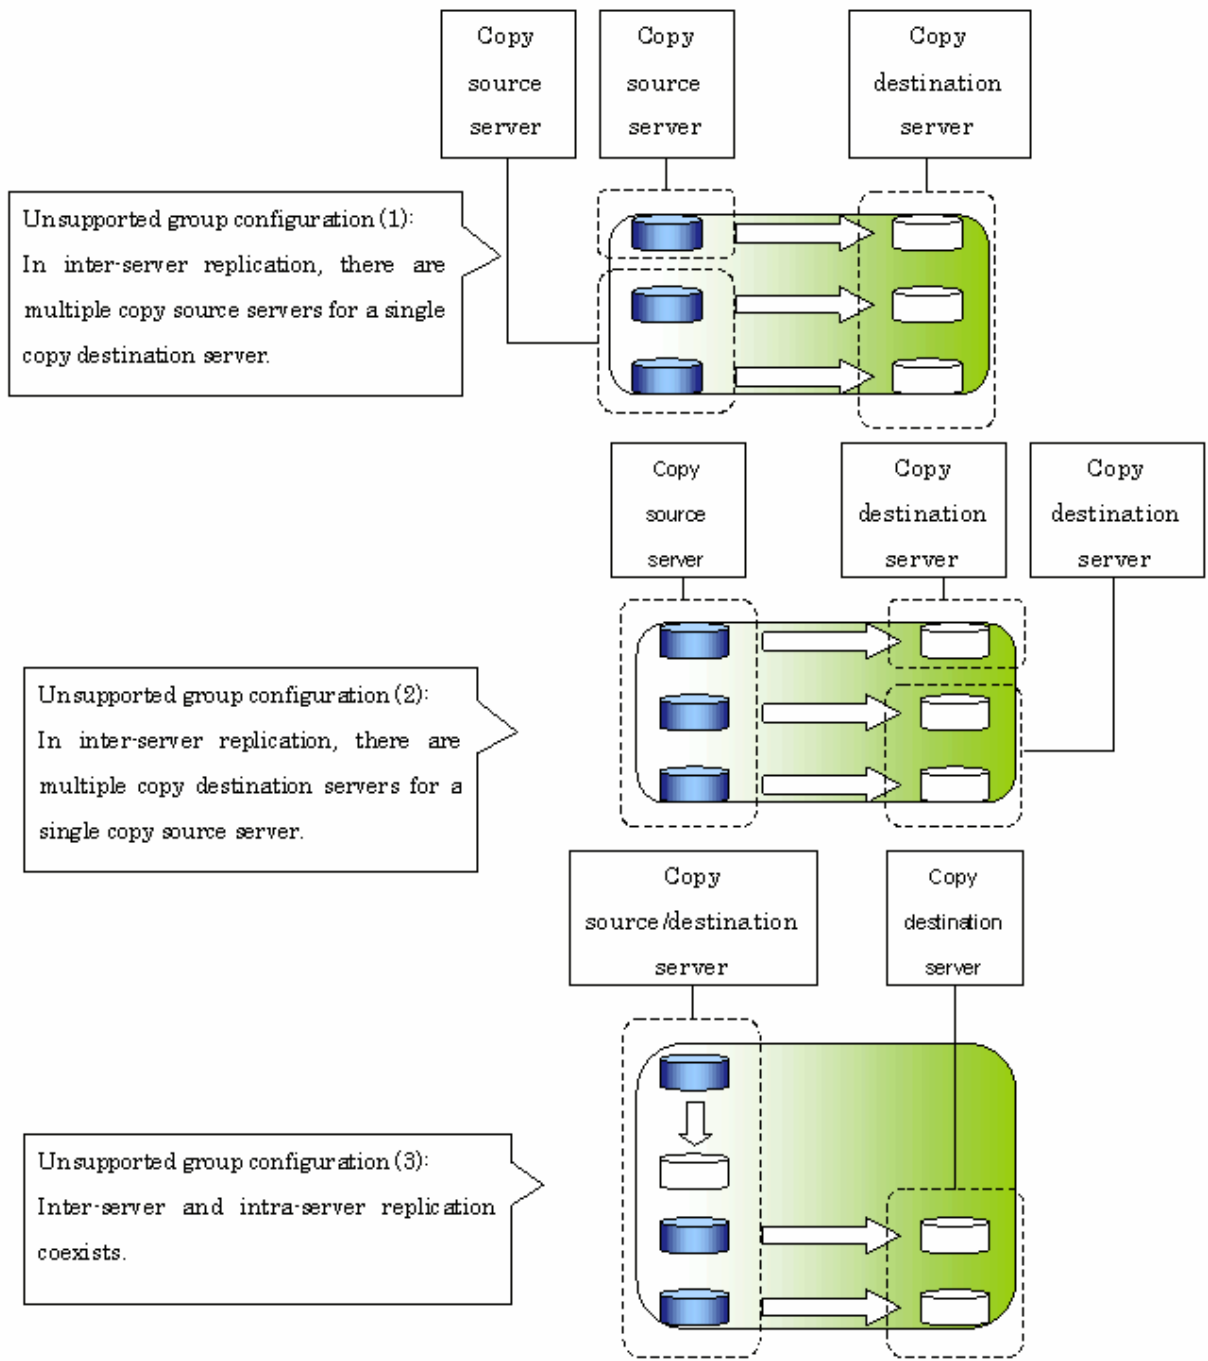 Copy
source
server
Copy
source
server
Copy
destination
server
Unsupported group configuration (1):
In inter-server replication, there are
multiple copy source servers for a single
copy destination server.
Copy
source
server
Copy
destination
server
Copy
destination
server
Unsupported group configuration (2):
In inter-server replication, there are
multiple copy destination servers for a
single copy source server.
Copy
source/destination
server
Copy
destination
server
Unsupported group configuration (3):
Inter-server and intra-server replication
coexists.